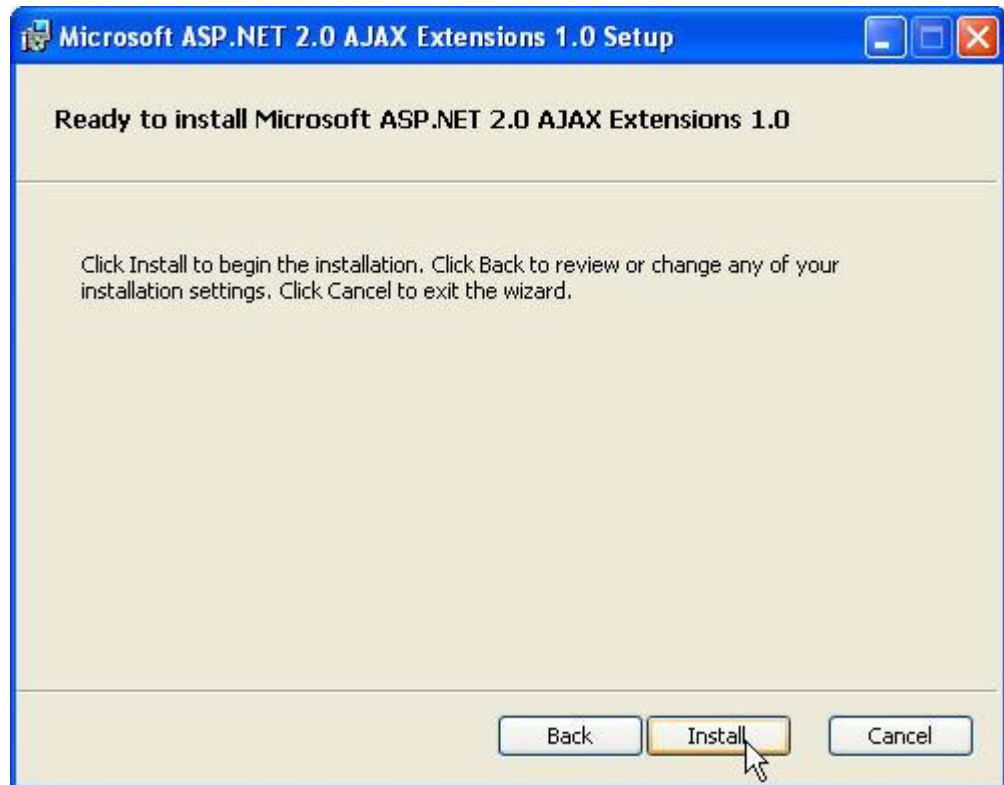 Microsoft ASP.NET 2.0 AJAX Extensions 1.0 Setup
Ready to install Microsoft ASP.NET 2.0 AJAX Extensions 1.0
Click Install to begin the installation. Click Back to review or change any of your
installation settings. Click Cancel to exit the wizard.
Back Install Cancel